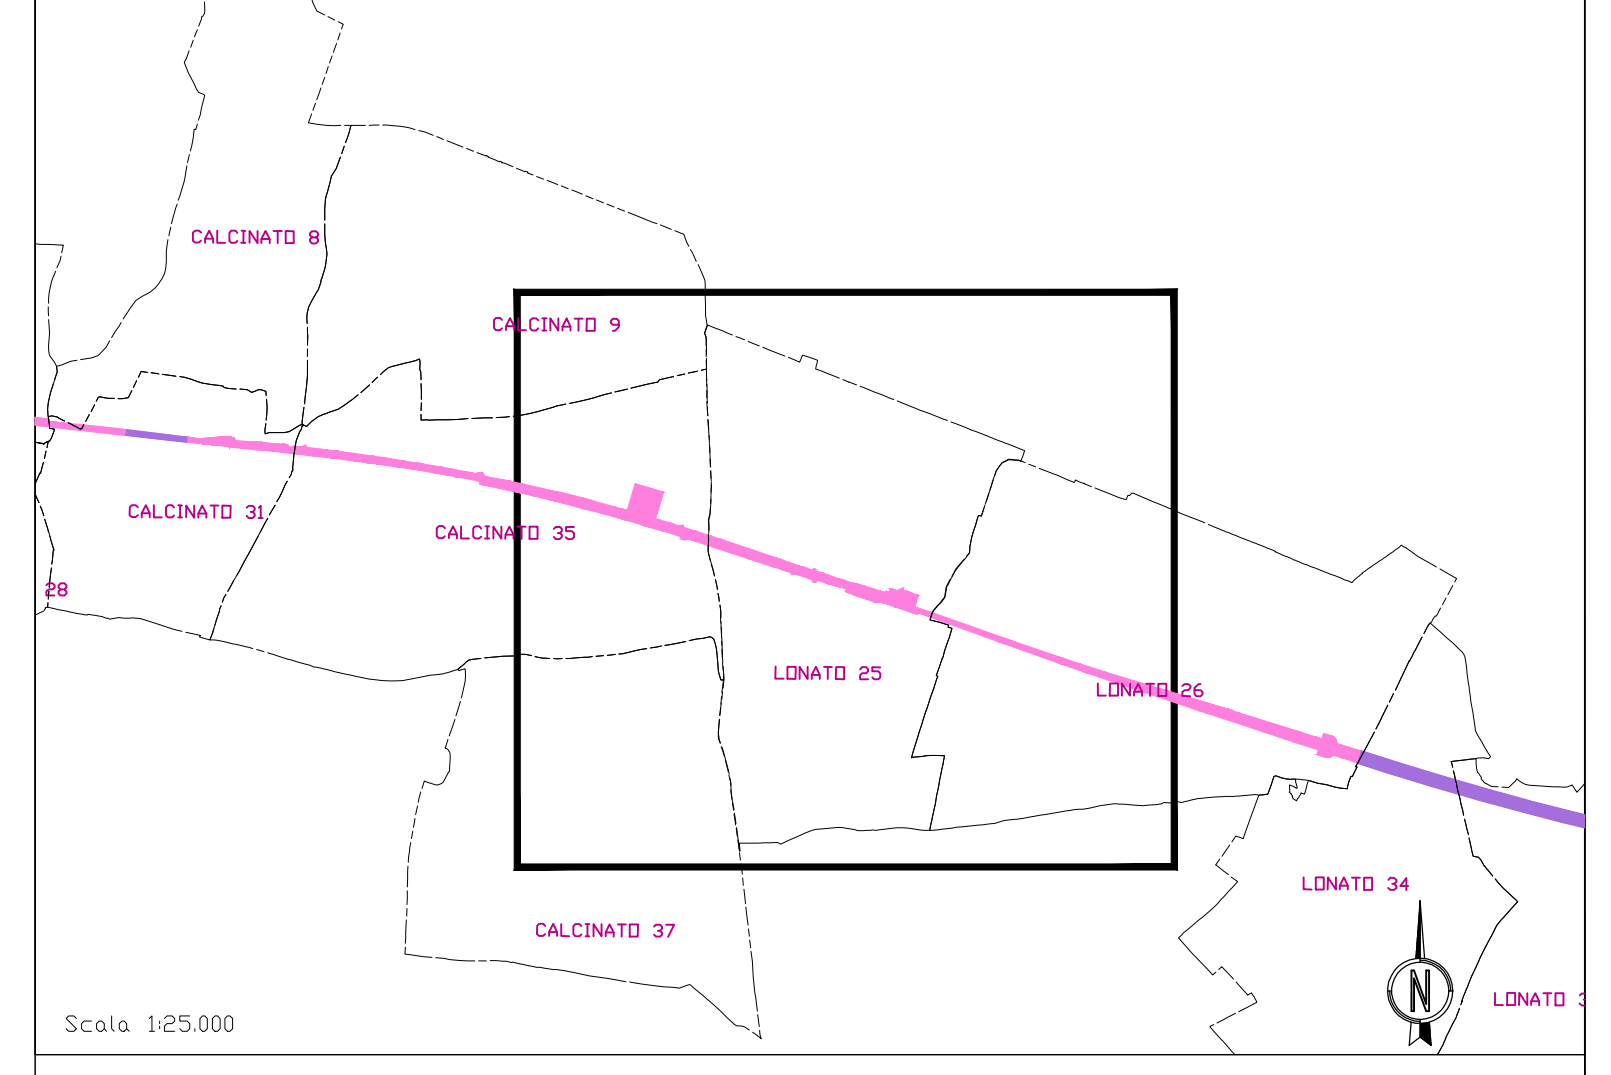 CALCINATO 8
CALCINATO 9
CALCINATO 31
CALCINATO 35
28
LONATO 25
LONATO 26
LONATO 34
CALCINATO 37
LONATO
Scala 1:25.000
N